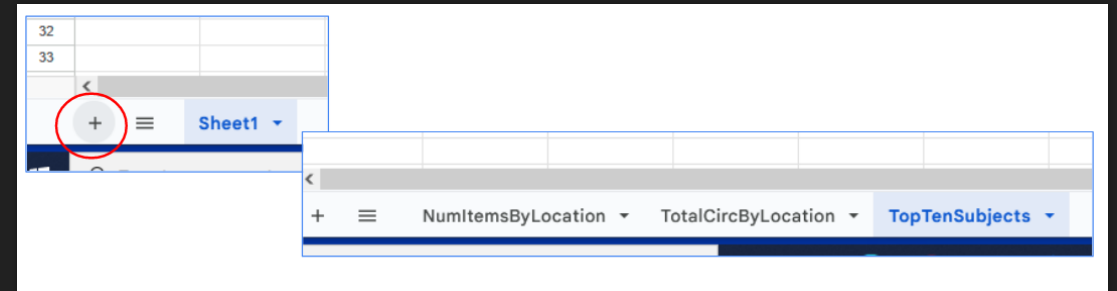 32
33
+ ≡ Sheet1
+ ≡ NumItemsByLocation TotalCircByLocation TopTenSubjects